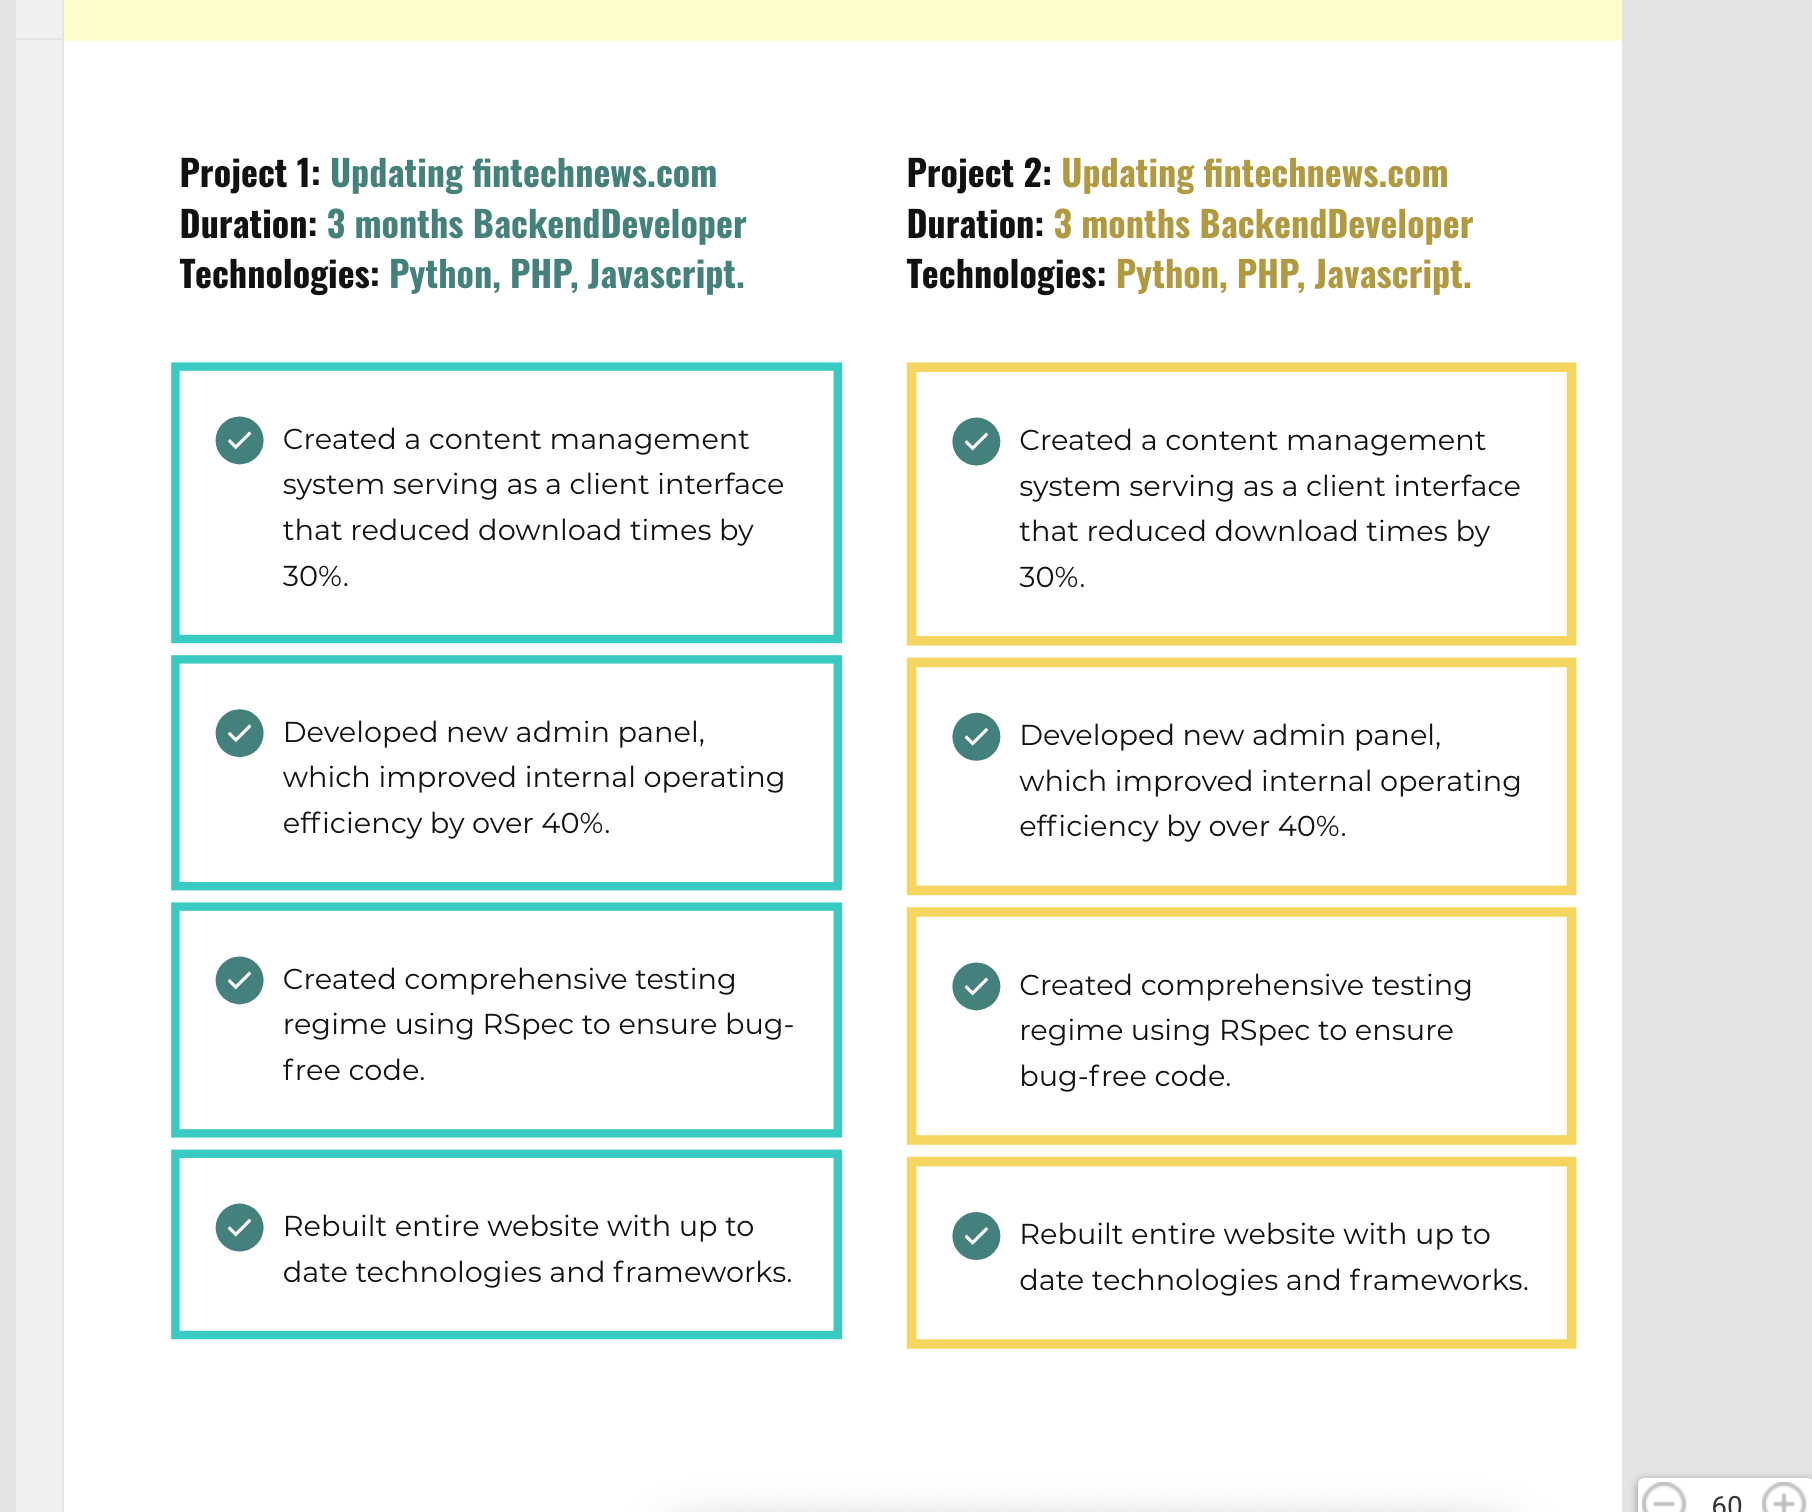 Project 1: Updating fintechnews.com
Duration: 3 months BackendDeveloper
Technologies: Python, PHP, Javascript.
Created a content management
system serving as a client interface
that reduced download times by
30%.
Developed new admin panel,
which improved internal operating
efficiency by over 40%.
Created comprehensive testing
regime using RSpec to ensure bug-
free code.
Rebuilt entire website with up to
date technologies and frameworks.
Project 2: Updating fintechnews.com
Duration: 3 months BackendDeveloper
Technologies: Python, PHP, Javascript.
Created a content management
system serving as a client interface
that reduced download times by
30%.
Developed new admin panel,
which improved internal operating
efficiency by over 40%.
Created comprehensive testing
regime using RSpec to ensure
bug-free code.
Rebuilt entire website with up to
date technologies and frameworks.
60